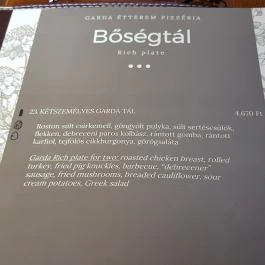 GARDA ÉTTEREM PIZZÉRIA
Bőségtál
Rich plate
23. KÉTSZEMÉLYES GARDA TÁL 4.670 Ft
Roston sült csirkemell, göngyölt pulyka, sült sertéscsülök,
flekken, debreceni páros kolbász, rántott gomba, rántott
karfiol, tejfölös cikkburgonya, görögsaláta
Garda Rich plate for two: roasted chicken breast, rolled
turkey, fried pig knuckles, barbecue, "debrecener"
sausage, fried mushrooms, breaded cauliflower, sour
cream potatoes, Greek salad